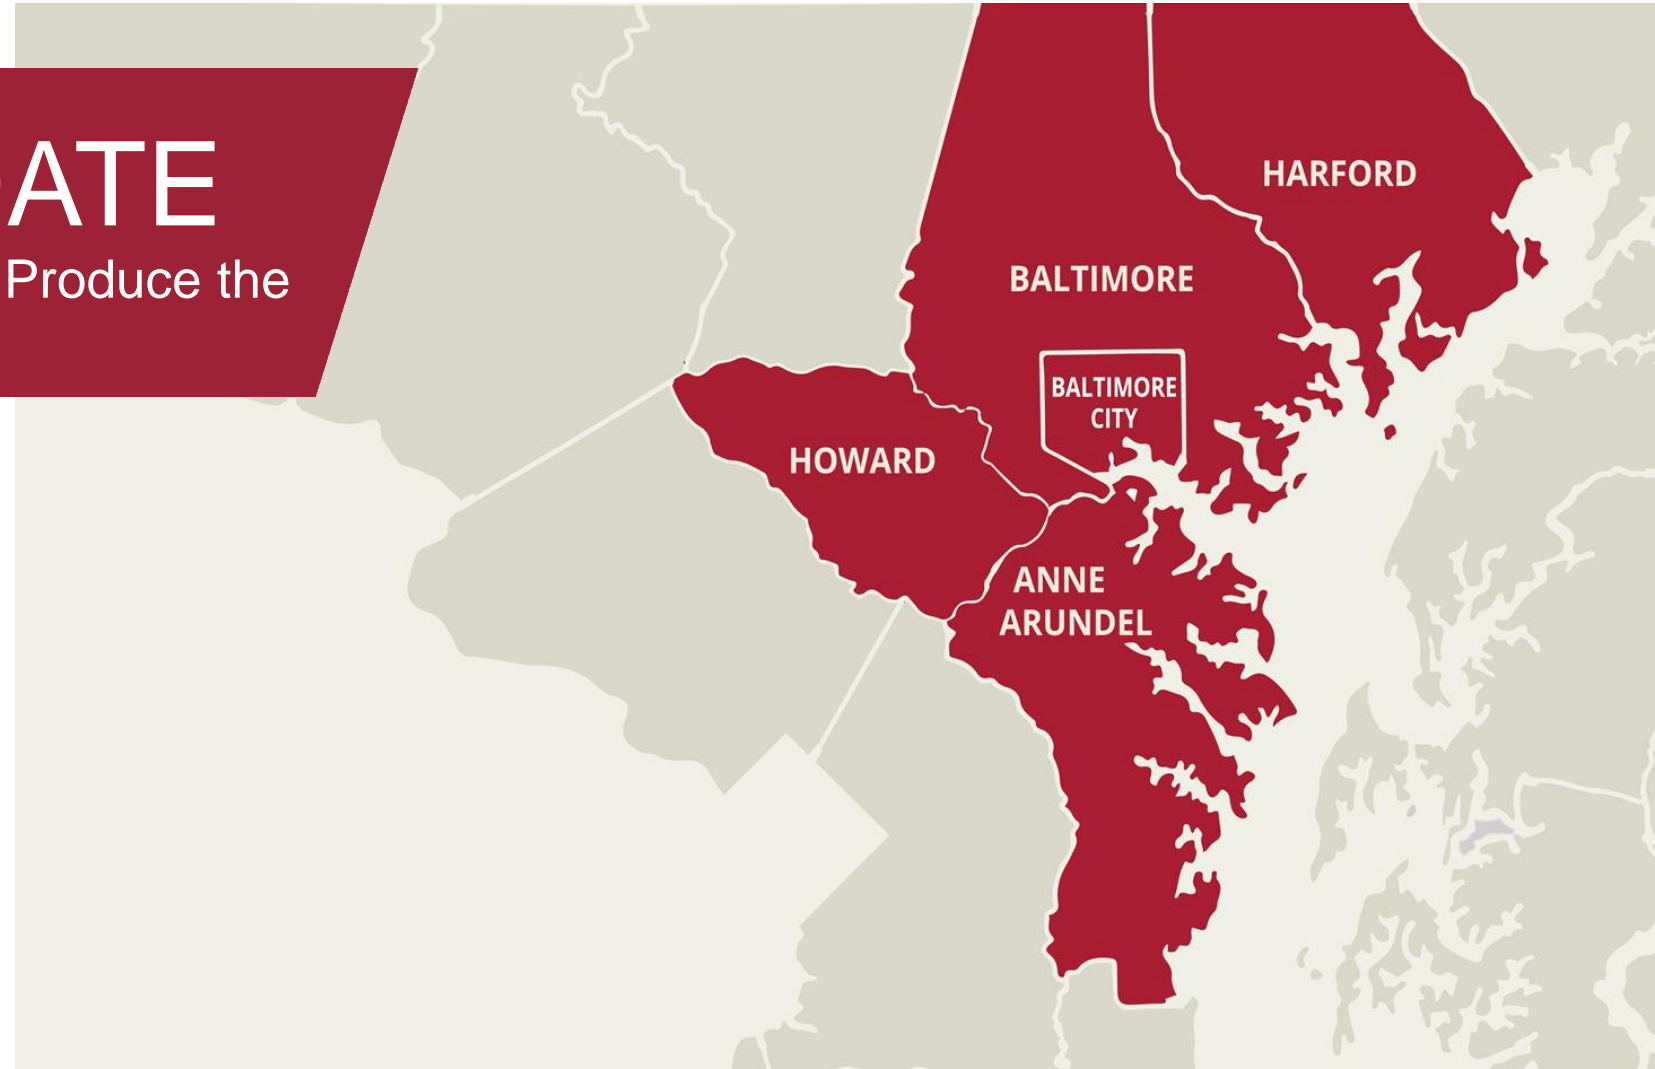 ATE
Produce the
HARFORD
BALTIMORE
BALTIMORE
CITY
HOWARD
ANNE
ARUNDEL